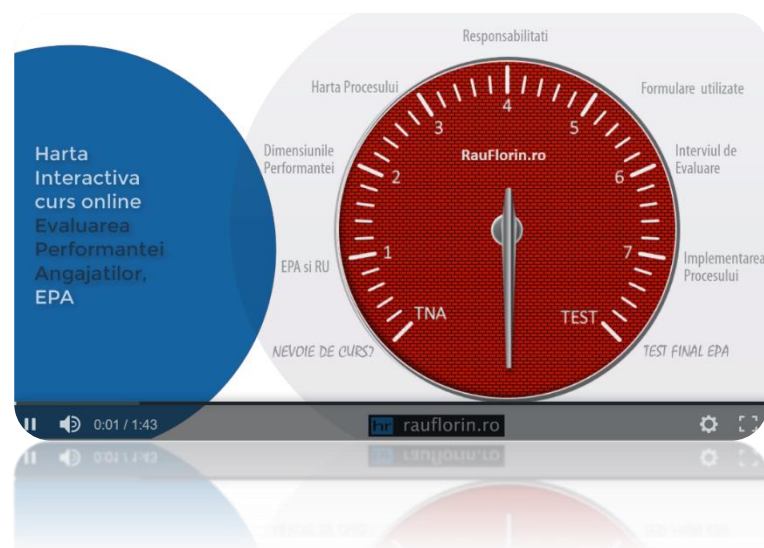 Harta
Interactiva
curs online
Evaluarea
Performantei
Angajatilor,
EPA
Responsabilitati
Harta Procesului
Formulare utilizate
Dimensiunile
Performantei
Interviul de
Evaluare
EPA si RU
Implementarea
Procesului
NEVOIE DE CURS?
TEST FINAL EPA
RauFlorin.ro
TNA
1
2
3
4
5
6
7
TEST
0:01 / 1:43
hr rauflorin.ro